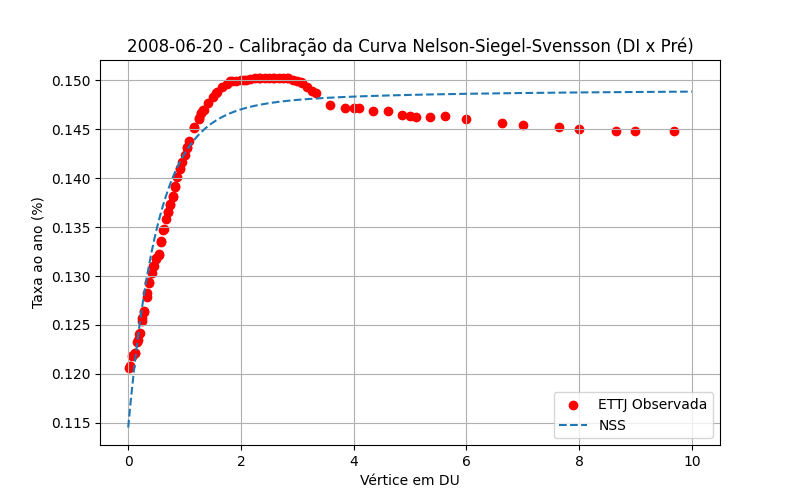 2008-06-20 - Calibração da Curva Nelson-Siegel-Svensson (DI x Pré)
Taxa ao ano (%)
0.150
0.145
0.140
0.135
0.130
0.125
0.120
0.115
ETTJ Observada
NSS
0 2 4 6 8 10
Vértice em DU